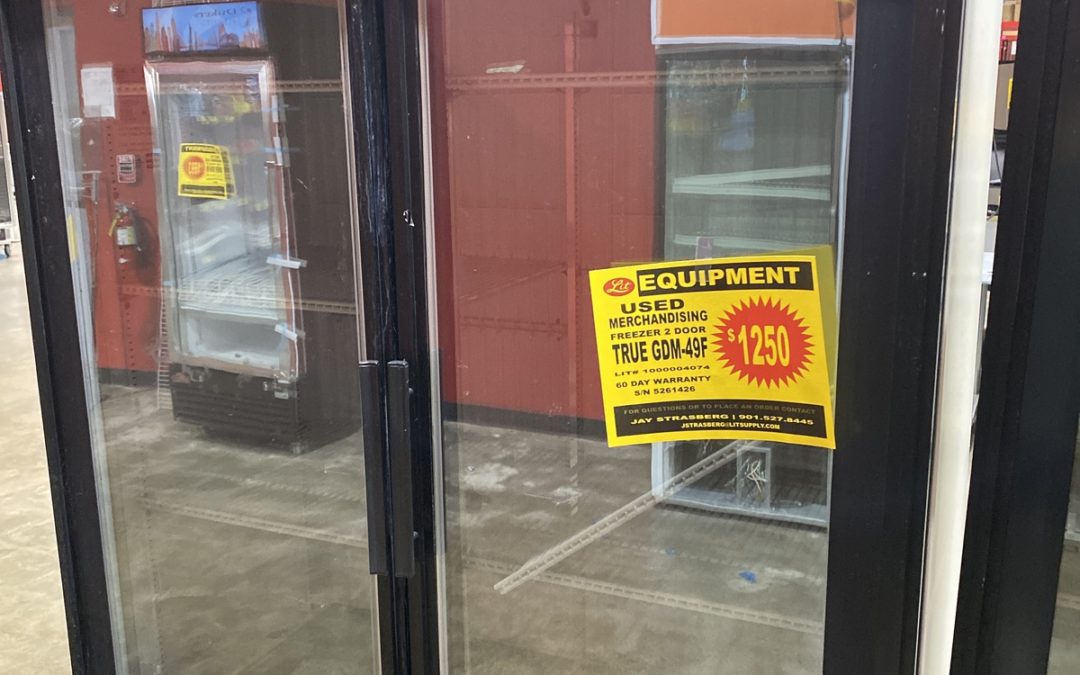 Lit EQUIPMENT
USED
MERCHANDISING
FREEZER 2 DOOR
TRUE GDM-49F
$1250
LIT# 1000004074
60 DAY WARRANTY
S/N 5261426
FOR QUESTIONS OR TO PLACE AN ORDER CONTACT
JAY STRASBERG | 901.527.8445
JSTRASBERG@LITSUPPLY.COM